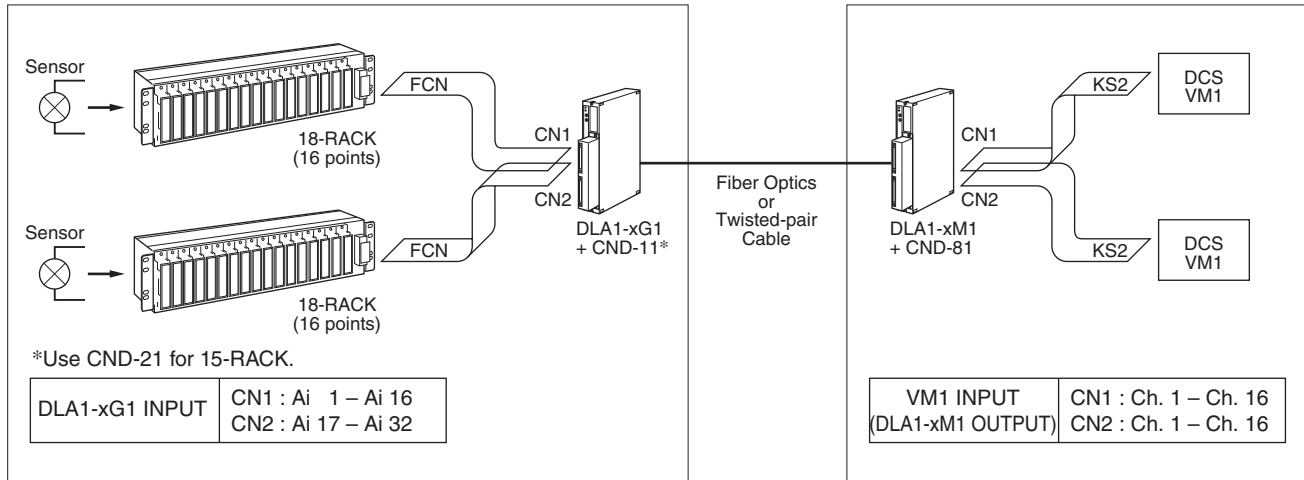 Sensor
FCN
18-RACK
(16 points)
CN1
CN2
DLA1-xG1
+ CND-11*
Sensor
FCN
18-RACK
(16 points)
*Use CND-21 for 15-RACK.
DLA1-xG1 INPUT
CN1 : Ai 1 – Ai 16
CN2 : Ai 17 – Ai 32
Fiber Optics
or
Twisted-pair
Cable
CN1
CN2
DLA1-xM1
+ CND-81
KS2
DCS
VM1
KS2
DCS
VM1
VM1 INPUT
(DLA1-xM1 OUTPUT)
CN1 : Ch. 1 – Ch. 16
CN2 : Ch. 1 – Ch. 16